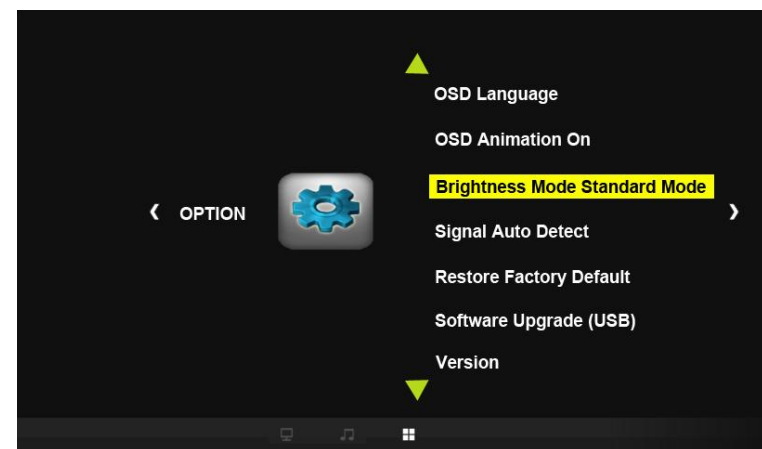 OSD Language
OSD Animation On
Brightness Mode Standard Mode
OPTION
Signal Auto Detect
Restore Factory Default
Software Upgrade (USB)
Version